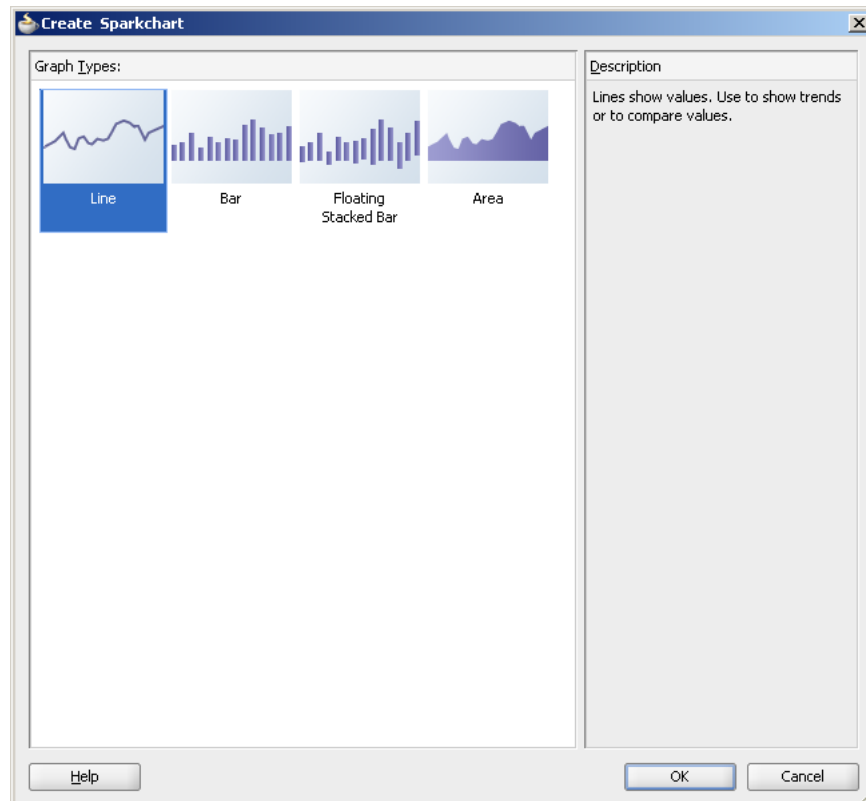 Create Sparkchart
Graph Types:
Line
Bar
Floating
Stacked Bar
Area
Description
Lines show values. Use to show trends
or to compare values.
Help
OK
Cancel